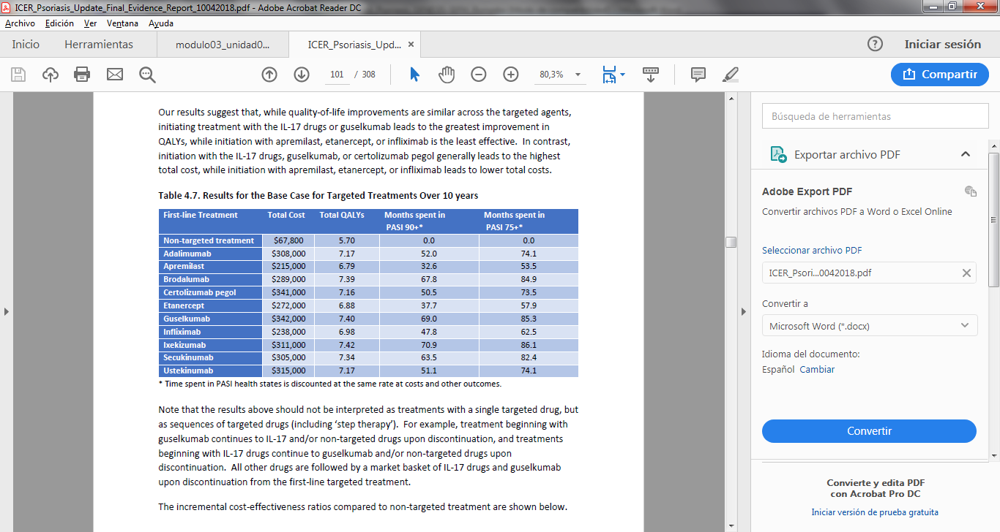 ICER_Psoriasis_Update_Final_Evidence_Report_10042018.pdf - Adobe Acrobat Reader DC
Archivo Edición Ver Ventana Ayuda
Inicio Herramientas modulo03_unidad0... ICER_Psoriasis_Upd... × Iniciar sesión
101 / 308 80,3% Compartir
Our results suggest that, while quality-of-life improvements are similar across the targeted agents,
initiating treatment with the IL-17 drugs or guselkumab leads to the greatest improvement in
QALYs, while initiation with apremilast, etanercept, or infliximab is the least effective. In contrast,
initiation with the IL-17 drugs, guselkumab, or certolizumab pegol generally leads to the highest
total cost, while initiation with apremilast, etanercept, or infliximab leads to lower total costs.
Table 4.7. Results for the Base Case for Targeted Treatments Over 10 years
First-line Treatment Total Cost Total QALYs Months spent in Months spent in
PASI 90+* PASI 75+*
Non-targeted treatment $67,800 5.70 0.0 0.0
Adalimumab $308,000 7.17 52.0 74.1
Apremilast $215,000 6.79 32.6 53.5
Brodalumab $289,000 7.39 67.8 84.9
Certolizumab pegol $341,000 7.16 50.5 73.5
Etanercept $272,000 6.88 37.7 57.9
Guselkumab $342,000 7.40 69.0 85.3
Infliximab $238,000 6.98 47.8 62.5
Ixekizumab $311,000 7.42 70.9 86.1
Secukinumab $305,000 7.34 63.5 82.4
Ustekinumab $315,000 7.17 51.1 74.1
* Time spent in PASI health states is discounted at the same rate at costs and other outcomes.
Note that the results above should not be interpreted as treatments with a single targeted drug, but
as sequences of targeted drugs (including ‘step therapy’). For example, treatment beginning with
guselkumab continues to IL-17 and/or non-targeted drugs upon discontinuation, and treatments
beginning with IL-17 drugs continue to guselkumab and/or non-targeted drugs upon
discontinuation. All other drugs are followed by a market basket of IL-17 drugs and guselkumab
upon discontinuation from the first-line targeted treatment.
The incremental cost-effectiveness ratios compared to non-targeted treatment are shown below.
Búsqueda de herramientas
Exportar archivo PDF
Adobe Export PDF
Convertir archivos PDF a Word o Excel Online
Seleccionar archivo PDF
ICER_Psori...0042018.pdf
Convertir a
Microsoft Word (*.docx)
Idioma del documento:
Español Cambiar
Convertir
Convierte y edita PDF
con Acrobat Pro DC
Iniciar versión de prueba gratuita